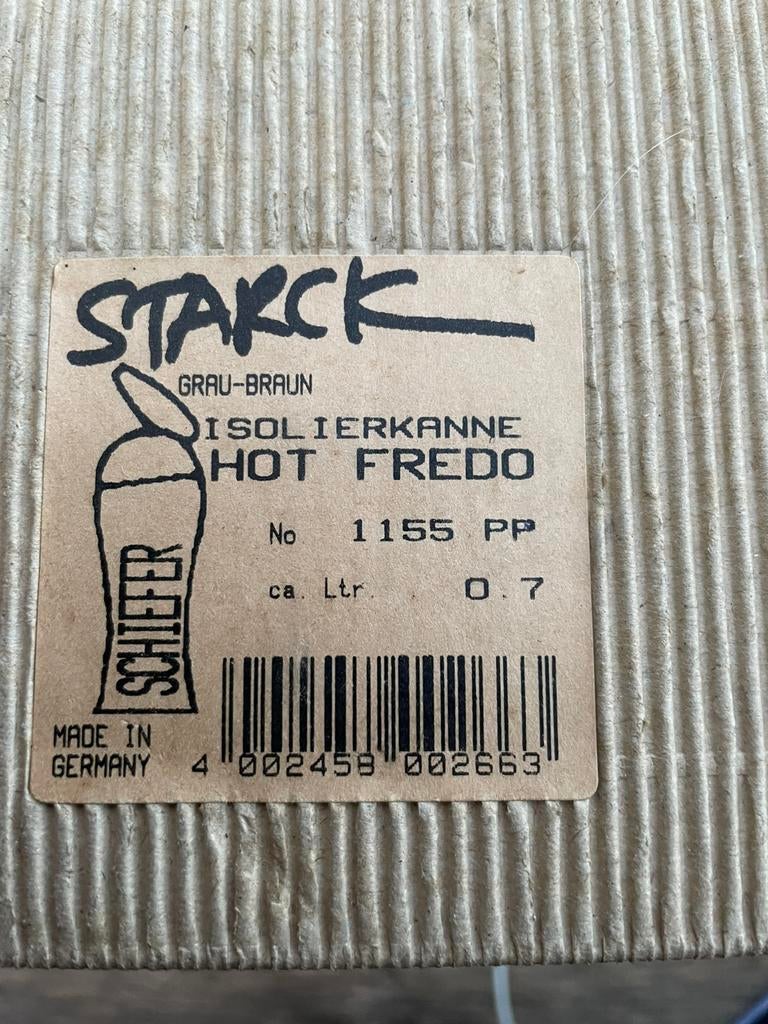 STARCK
GRAU-BRAUN
ISOLIERKANNE
HOT FREDO
No 1155 PP
ca. Ltr. 0.7
SCHIEFER
MADE IN
GERMANY
4 002458 002663